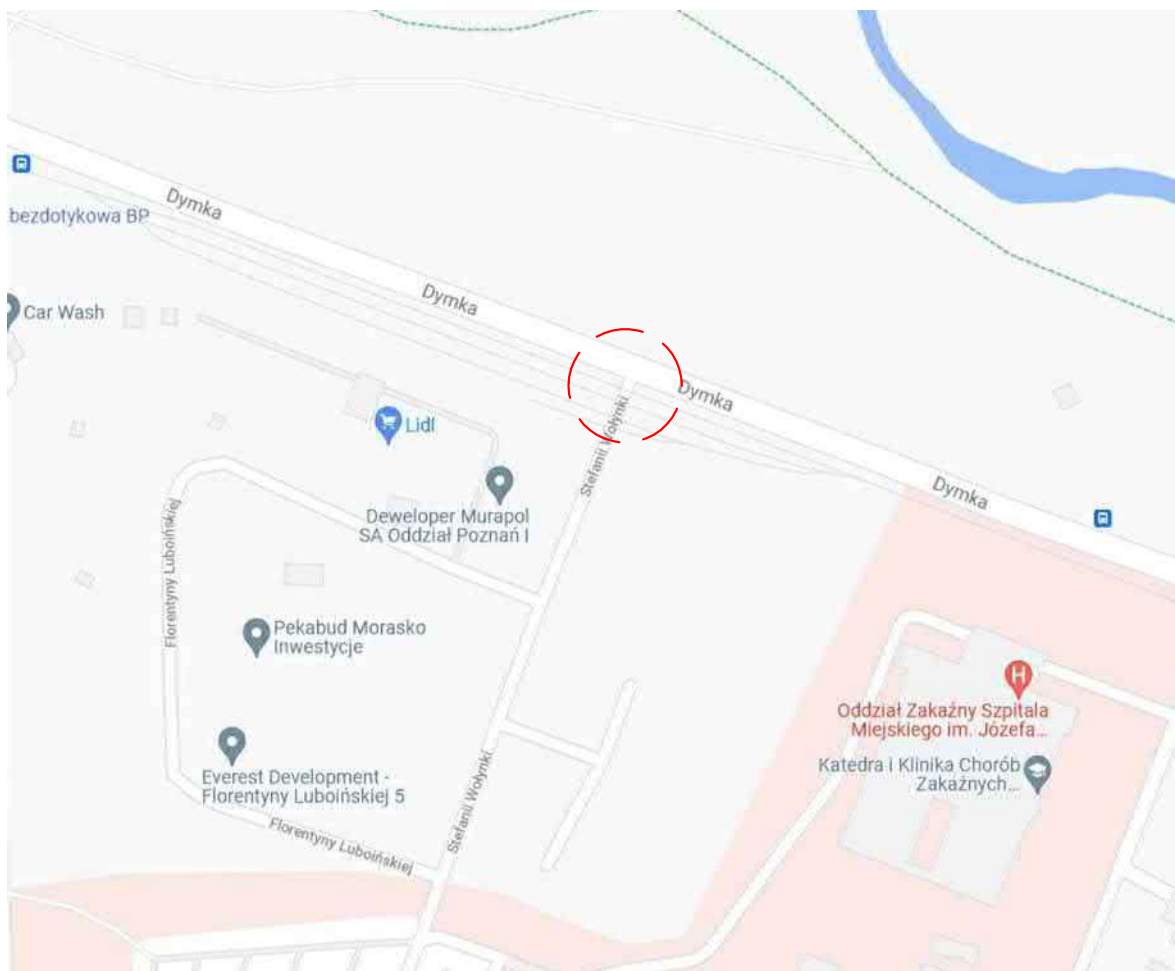 Dymka
bezdotykowa BP
Dymka
Car Wash
Dymka
Lidl
Stefanii Wołynki
Dymka
Deweloper Murapol
SA Oddział Poznań I
Florentyny Luboińskiej
Pekabud Morasko
Inwestycje
H
Oddział Zakaźny Szpitala
Miejskiego im. Józefa...
Katedra i Klinika Chorób
Zakaźnych...
Everest Development -
Florentyny Luboińskiej 5
Stefanii Wołynki
Florentyny Luboińskiej